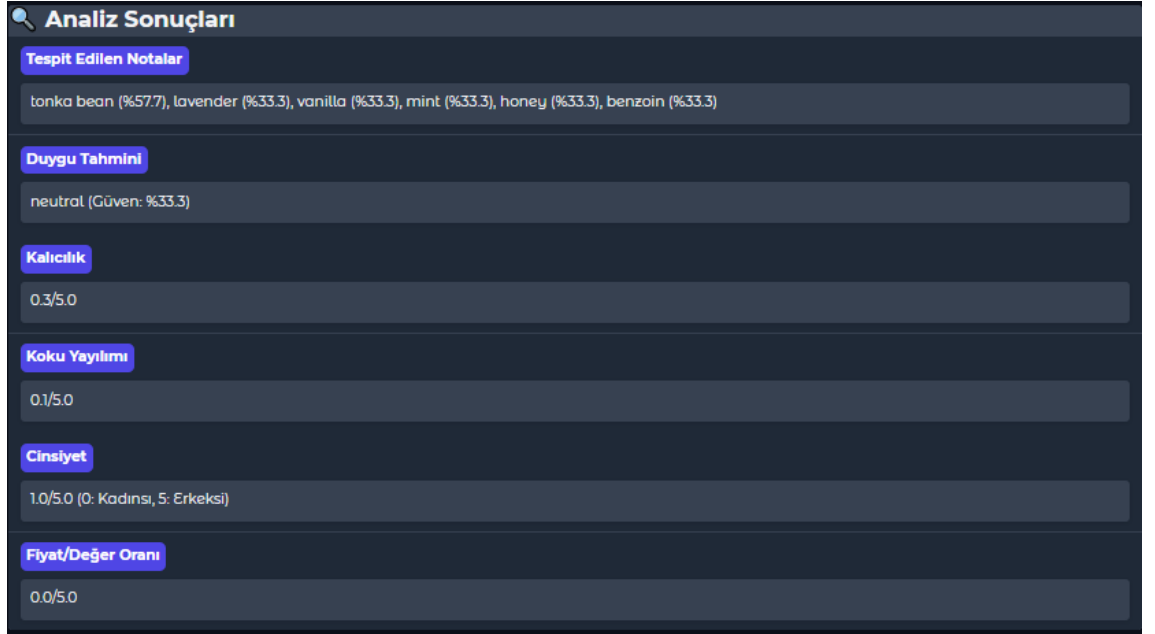 Analiz Sonuçları
Tespit Edilen Notalar
tonka bean (%57.7), lavender (%33.3), vanilla (%33.3), mint (%33.3), honey (%33.3), benzoin (%33.3)
Duygu Tahmini
neutral (Güven: %33.3)
Kalıcılık
0.3/5.0
Koku Yayılımı
0.1/5.0
Cinsiyet
1.0/5.0 (0: Kadınsı, 5: Erkeksi)
Fiyat/Değer Oranı
0.0/5.0